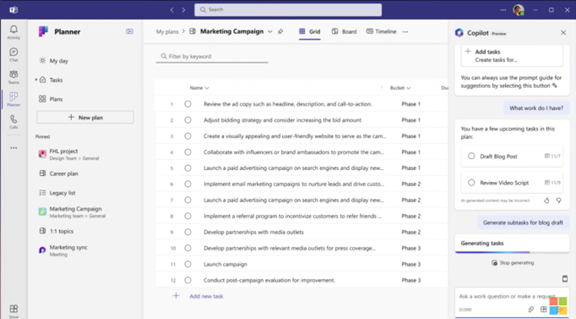 Search
Activity
Chat
Teams
Planner
Calls
Store
Planner
My day
Tasks
Plans
New plan
Pinned
FHL project
Design Team > General
Career plan
Legacy list
Marketing Campaign
Marketing team > General
1:1 topics
Marketing sync
Meeting
My plans > Marketing Campaign
Grid
Board
Timeline
Filter by keyword
Name
Bucket
Du
1 Review the ad copy such as headline, description, and call-to-action. Phase 1
2 Adjust bidding strategy and consider increasing the bid amount Phase 1
3 Create a visually appealing and user-friendly website to serve as the cam... Phase 1
4 Collaborate with influencers or brand ambassadors to promote the cam... Phase 1
5 Launch a paid advertising campaign on search engines and display new... Phase 1
6 Implement email marketing campaigns to nurture leads and drive custo... Phase 2
7 Launch a paid advertising campaign on search engines and display new... Phase 2
8 Implement a referral program to incentivize customers to refer friends ... Phase 2
9 Develop partnerships with media outlets Phase 2
10 Develop partnerships with relevant media outlets for press coverage... Phase 3
11 Launch campaign Phase 3
12 Conduct post-campaign evaluation for improvement. Phase 3
Add new task
Copilot Preview
Add tasks
Create tasks for...
You can always use the prompt guide for
suggestions by selecting this button
What work do I have?
You have a few upcoming tasks in this
plan:
Draft Blog Post 11/7
Review Video Script 11/9
AI-generated content may be incorrect
Generate subtasks for blog draft
Generating tasks
Stop generating
Ask a work question or make a request